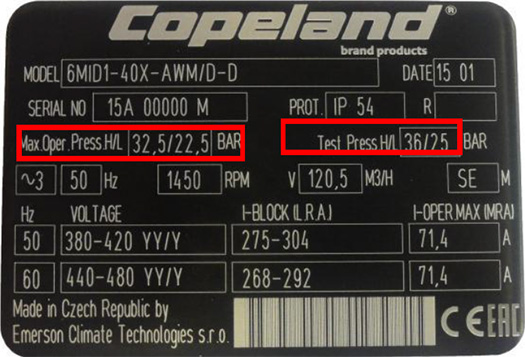 Copeland®
brand products
MODEL 6MID1-40X-AWM/D-D DATE 15 01
SERIAL NO 15A 00000 M PROT. IP 54 R
Max.Oper.Press.H/L 32,5/22,5 BAR Test Press.H/L 36/25 BAR
~3 50 Hz 1450 RPM V 120,5 M3/H SE M
Hz VOLTAGE I-BLOCK (L.R.A.) I-OPER.MAX (MRA)
50 380-420 YY/Y 275-304 71,4 A
60 440-480 YY/Y 268-292 71,4 A
Made in Czech Republic by
Emerson Climate Technologies s.r.o. CE EAC